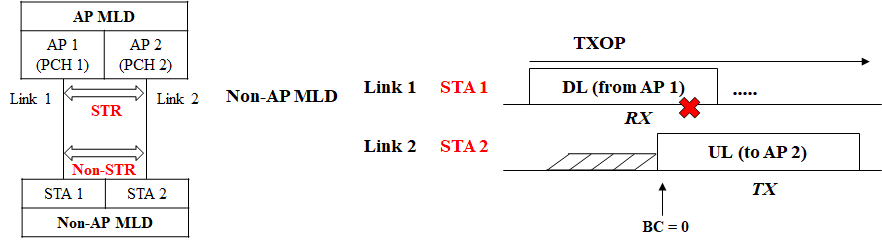 AP MLD
AP 1 AP 2
(PCH 1) (PCH 2)
Link 1 Link 2
STR
Non-STR
STA 1 STA 2
Non-AP MLD
Non-AP MLD
TXOP
Link 1 STA 1 DL (from AP 1) .....
RX
Link 2 STA 2 UL (to AP 2)
TX
BC = 0